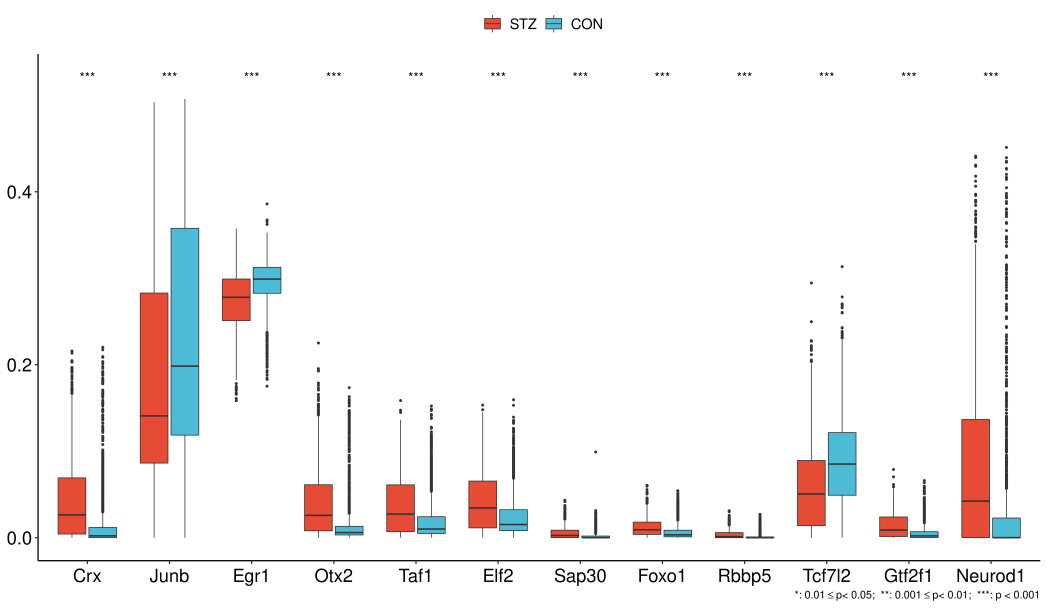 STZ CON
*** *** *** *** *** *** *** *** *** *** *** ***
0.4
0.2
0.0
Crx Junb Egr1 Otx2 Taf1 Elf2 Sap30 Foxo1 Rbbp5 Tcf7l2 Gtf2f1 Neurod1
*: 0.01 ≤ p< 0.05; **: 0.001 ≤ p< 0.01; ***: p < 0.001